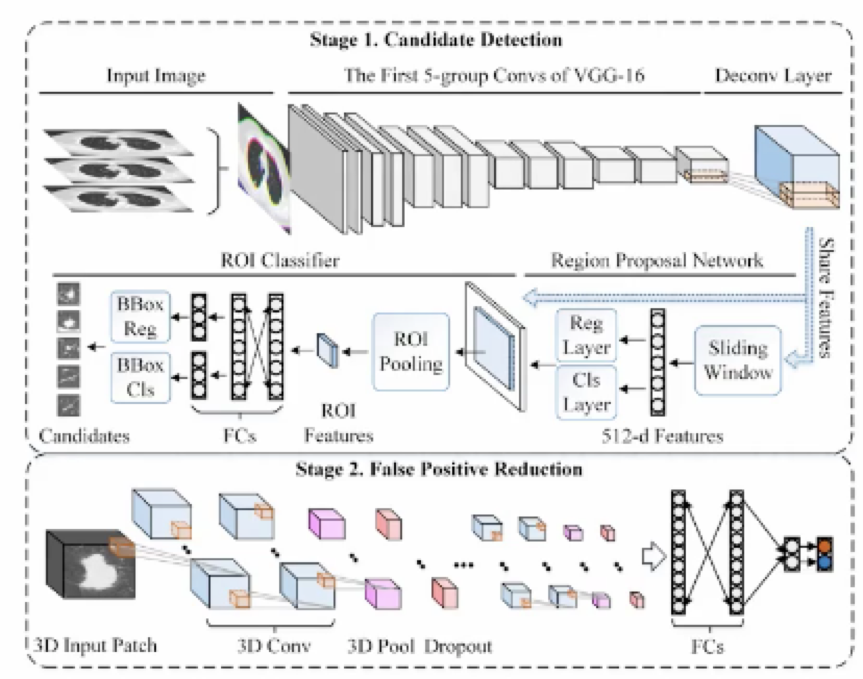 Stage 1. Candidate Detection
Input Image
The First 5-group Convs of VGG-16
Deconv Layer
Share Features
ROI Classifier
Region Proposal Network
BBox
Reg
BBox
Cls
ROI
Pooling
Reg
Layer
Cls
Layer
Sliding
Window
Candidates
FCs
ROI
Features
512-d Features
Stage 2. False Positive Reduction
3D Input Patch
3D Conv
3D Pool
Dropout
FCs